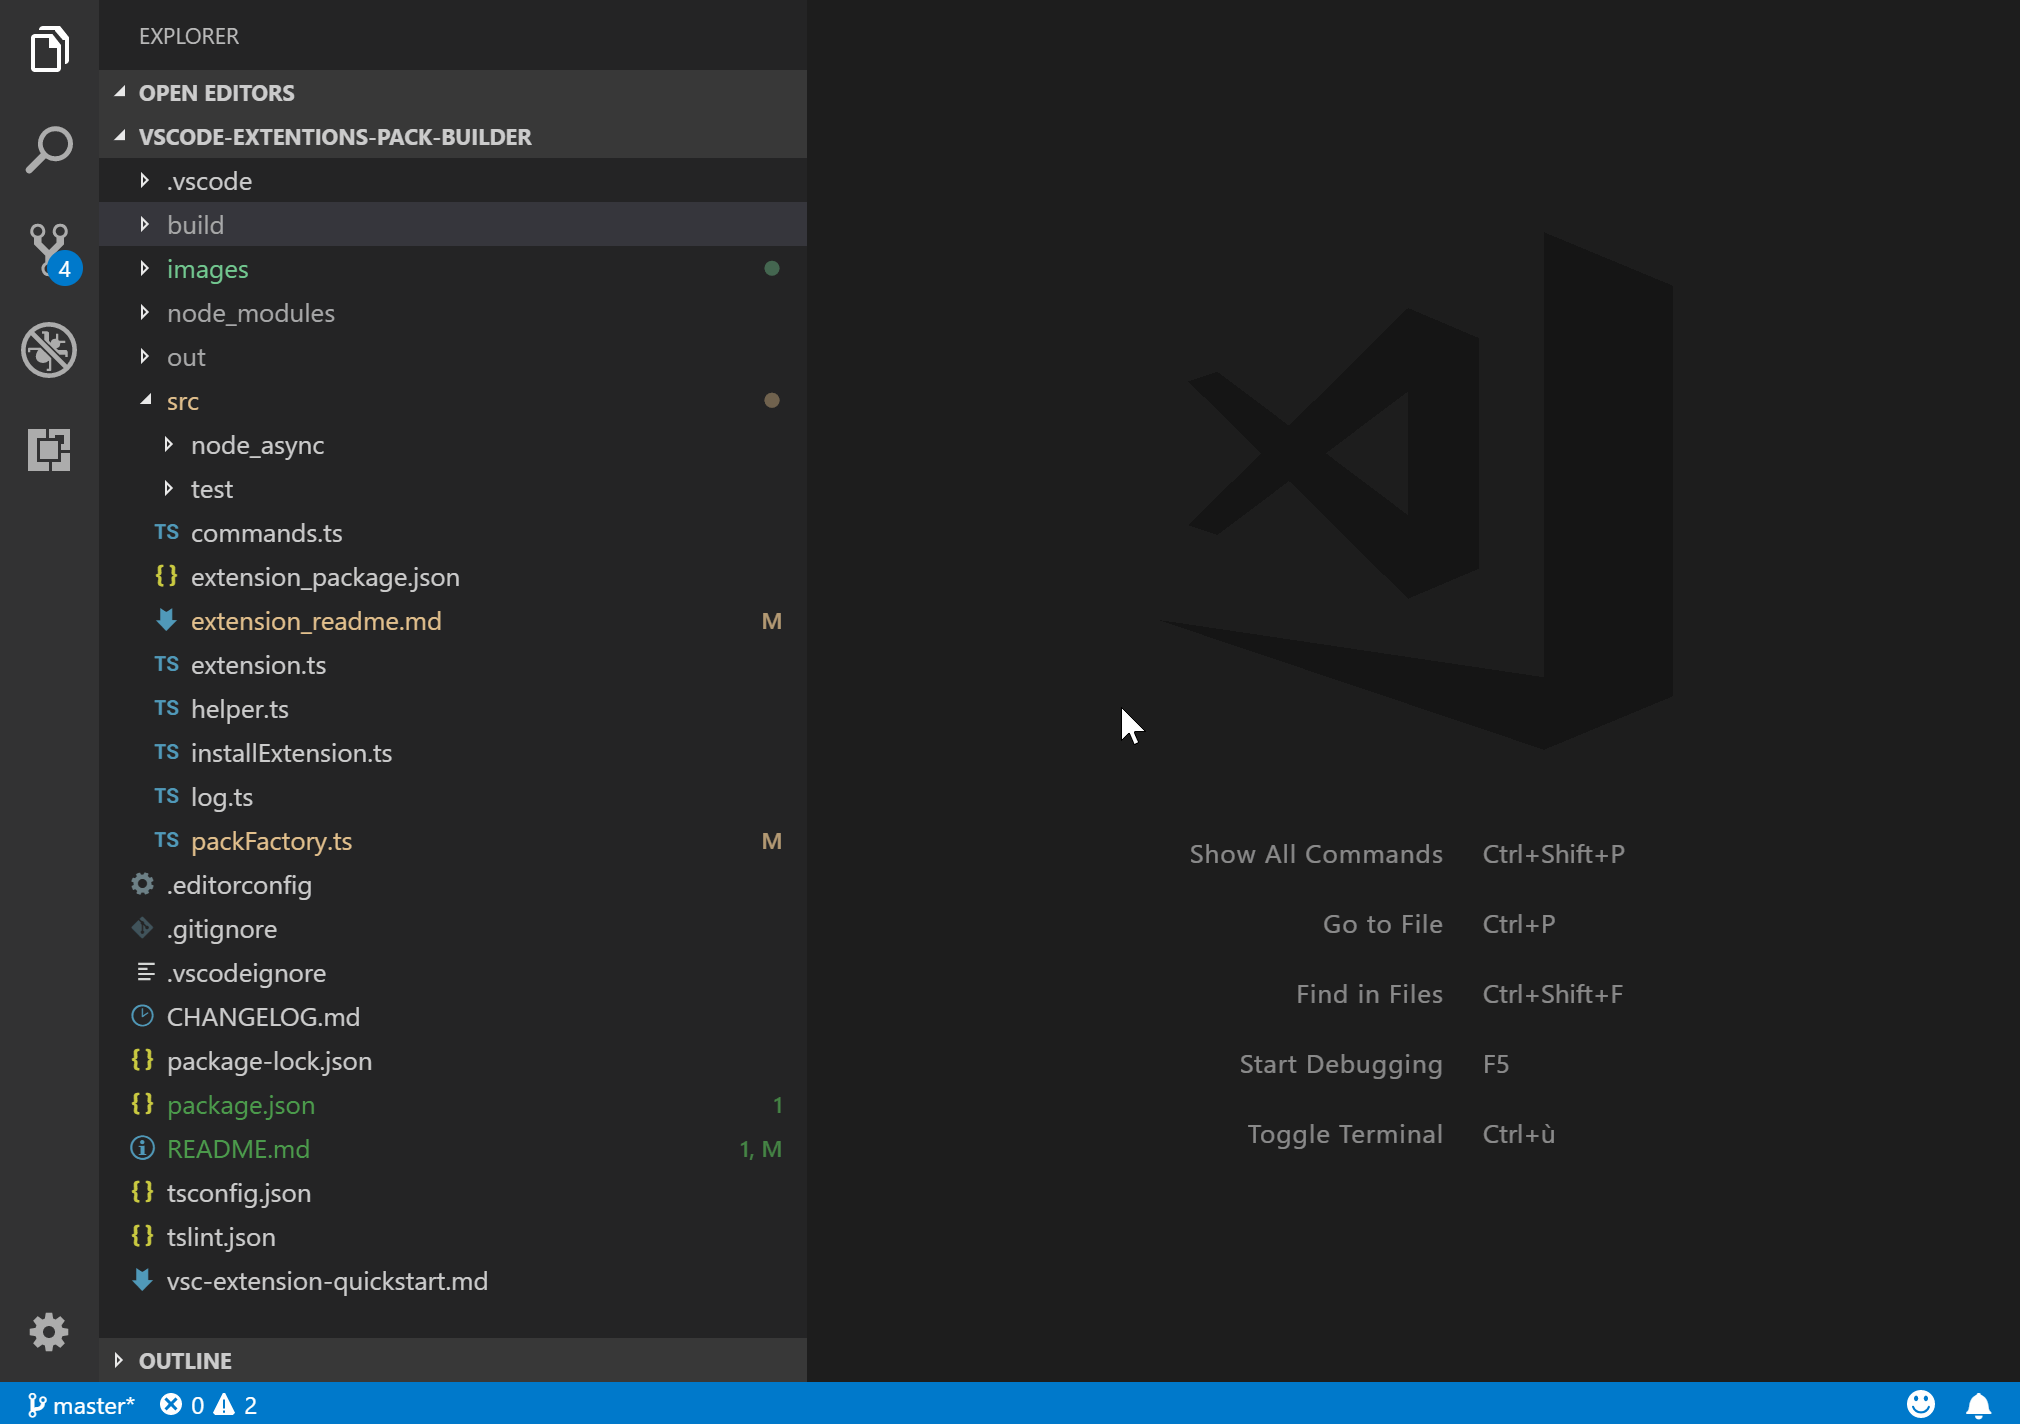 EXPLORER
OPEN EDITORS
VSCODE-EXTENTIONS-PACK-BUILDER
.vscode
build
images
node_modules
out
src
node_async
test
TS commands.ts
{} extension_package.json
extension_readme.md M
TS extension.ts
TS helper.ts
TS installExtension.ts
TS log.ts
TS packFactory.ts M
.editorconfig
.gitignore
.vscodeignore
CHANGELOG.md
{} package-lock.json
{} package.json 1
README.md 1, M
{} tsconfig.json
{} tslint.json
vsc-extension-quickstart.md
OUTLINE
4
Show All Commands Ctrl+Shift+P
Go to File Ctrl+P
Find in Files Ctrl+Shift+F
Start Debugging F5
Toggle Terminal Ctrl+ù
master* 0 2